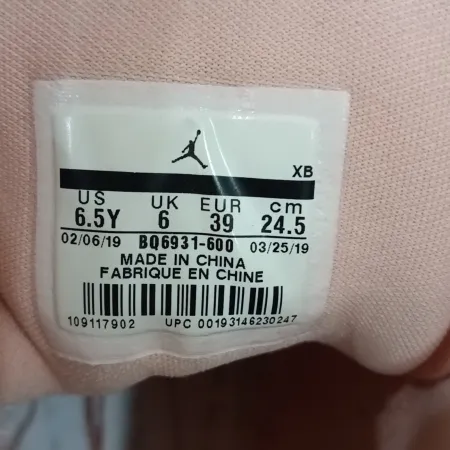 XB
US UK EUR cm
6.5Y 6 39 24.5
02/06/19 BQ6931-600 03/25/19
MADE IN CHINA
FABRIQUE EN CHINE
109117902 UPC 00193146230247